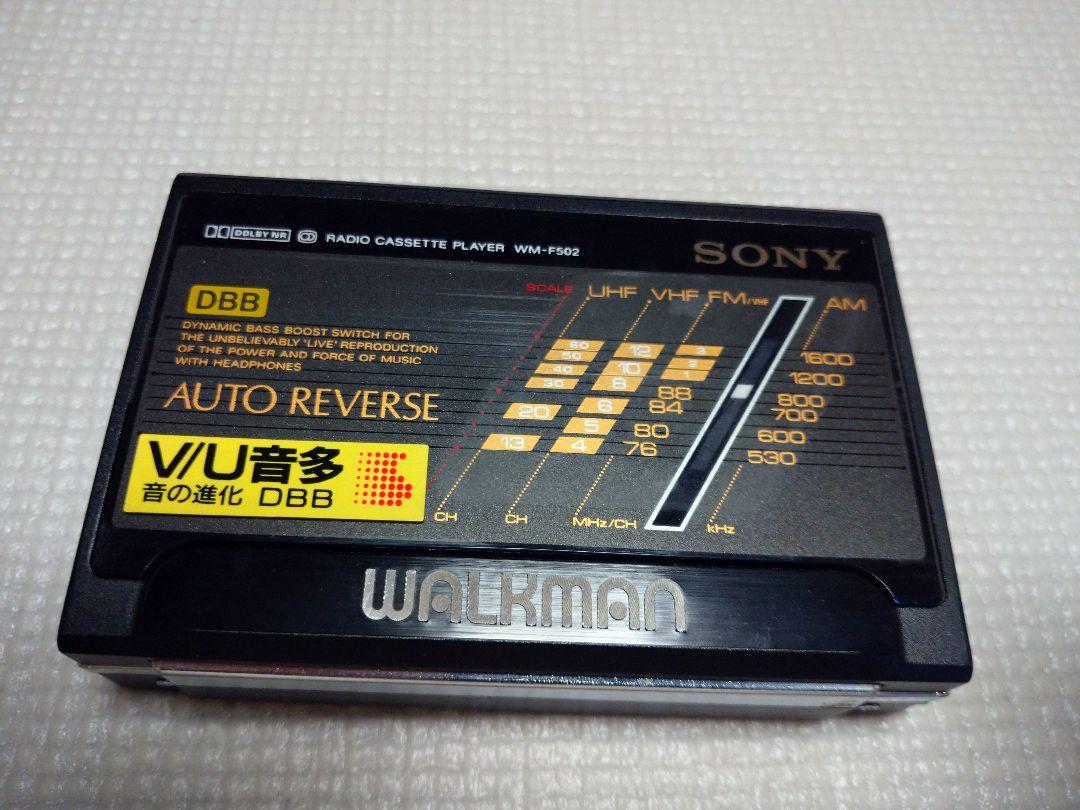 DOLBY NR RADIO CASSETTE PLAYER WM-F502
SONY
DBB
DYNAMIC BASS BOOST SWITCH FOR
THE UNBELIEVABLY 'LIVE' REPRODUCTION
OF THE POWER AND FORCE OF MUSIC
WITH HEADPHONES
AUTO REVERSE
V/U音多
音の進化 DBB
SCALE UHF VHF FM/VHF AM
60 12 3 1600
50 10 2 1200
40 8 1 800
30 6 88 700
20 5 84 600
13 4 80 530
76
CH CH MHz/CH kHz
WALKMAN